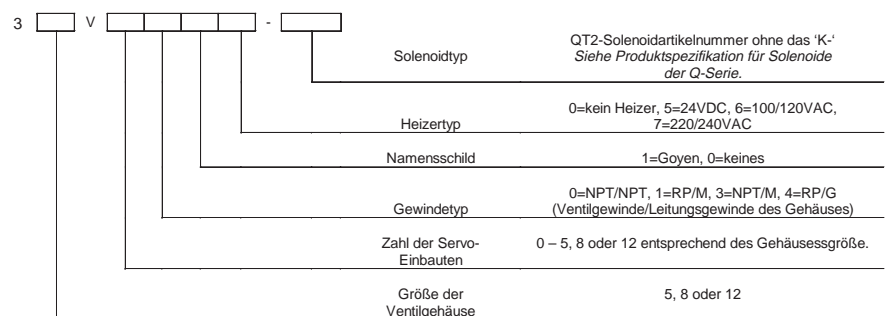 3 V -
Solenoidtyp
QT2-Solenoidartikelnummer ohne das 'K-'
Siehe Produktspezifikation für Solenoide
der Q-Serie.
Heizertyp
0=kein Heizer, 5=24VDC, 6=100/120VAC,
7=220/240VAC
Namensschild
1=Goyen, 0=keines
Gewindetyp
0=NPT/NPT, 1=RP/M, 3=NPT/M, 4=RP/G
(Ventilgewinde/Leitungsgewinde des Gehäuses)
Zahl der Servo-
Einbauten
0 – 5, 8 oder 12 entsprechend des Gehäusessgröße.
Größe der
Ventilgehäuse
5, 8 oder 12